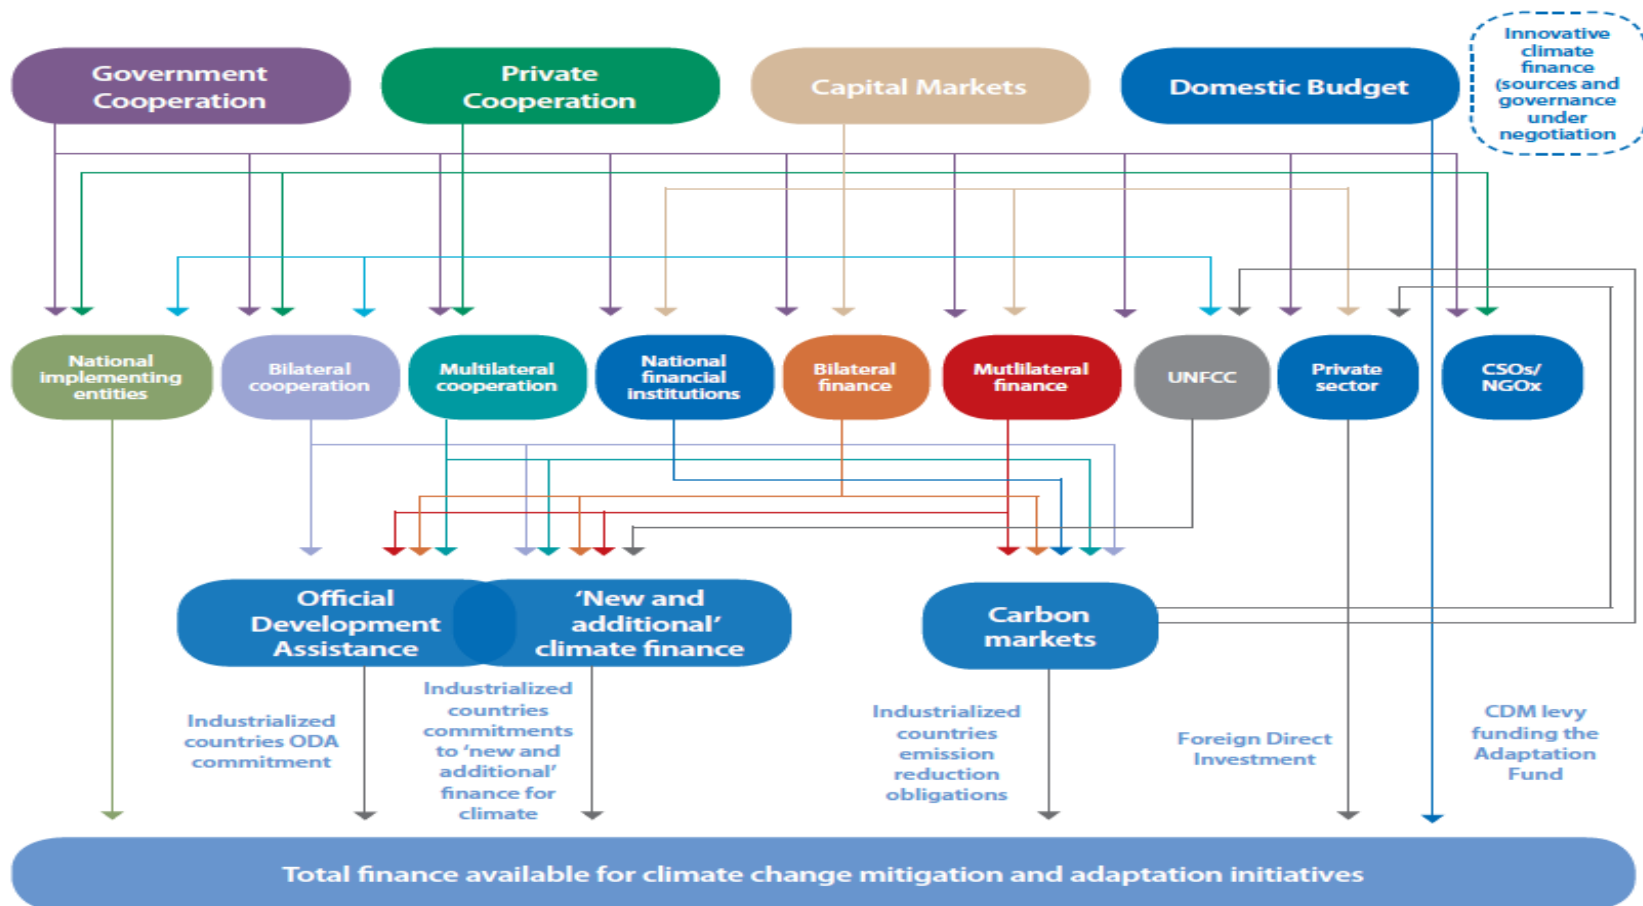 Government
Cooperation
Private
Cooperation
Capital Markets
Domestic Budget
Innovative
climate
finance
(sources and
governance
under
negotiation
National
implementing
entities
Bilateral
cooperation
Multilateral
cooperation
National
financial
institutions
Bilateral
finance
Mutlilateral
finance
UNFCC
Private
sector
CSOs/
NGOx
Official
Development
Assistance
‘New and
additional’
climate finance
Carbon
markets
Industrialized
countries ODA
commitment
Industrialized
countries
commitments
to ‘new and
additional’
finance for
climate
Industrialized
countries
emission
reduction
obligations
Foreign Direct
Investment
CDM levy
funding the
Adaptation
Fund
Total finance available for climate change mitigation and adaptation initiatives